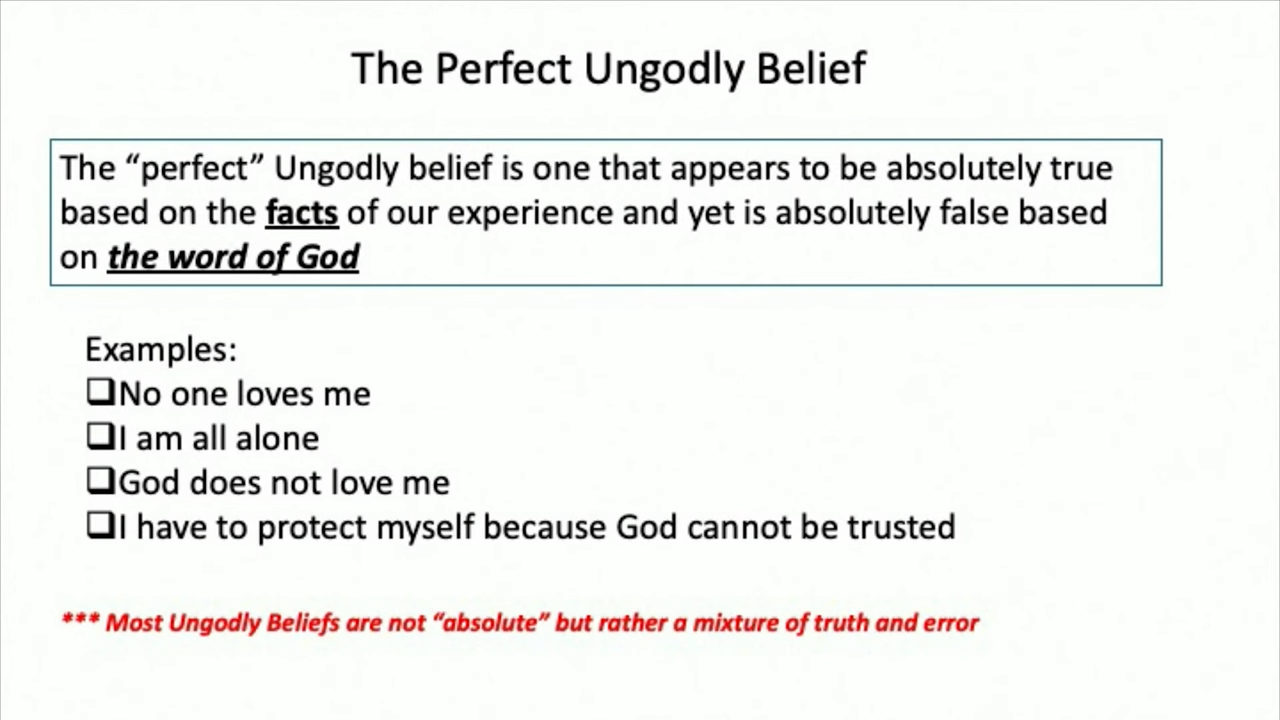 The Perfect Ungodly Belief
The “perfect” Ungodly belief is one that appears to be absolutely true
based on the facts of our experience and yet is absolutely false based
on the word of God
Examples:
❑No one loves me
❑I am all alone
❑God does not love me
❑I have to protect myself because God cannot be trusted
*** Most Ungodly Beliefs are not “absolute” but rather a mixture of truth and error